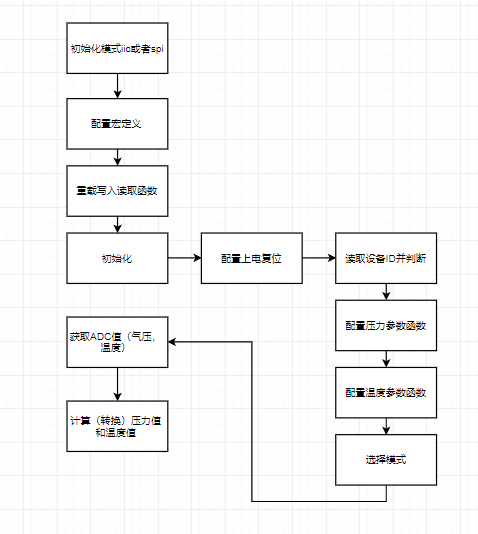 初始化模式iic或者spi
配置宏定义
重载写入读取函数
初始化
配置上电复位
读取设备ID并判断
配置压力参数函数
配置温度参数函数
选择模式
获取ADC值（气压，
温度）
计算（转换）压力值
和温度值